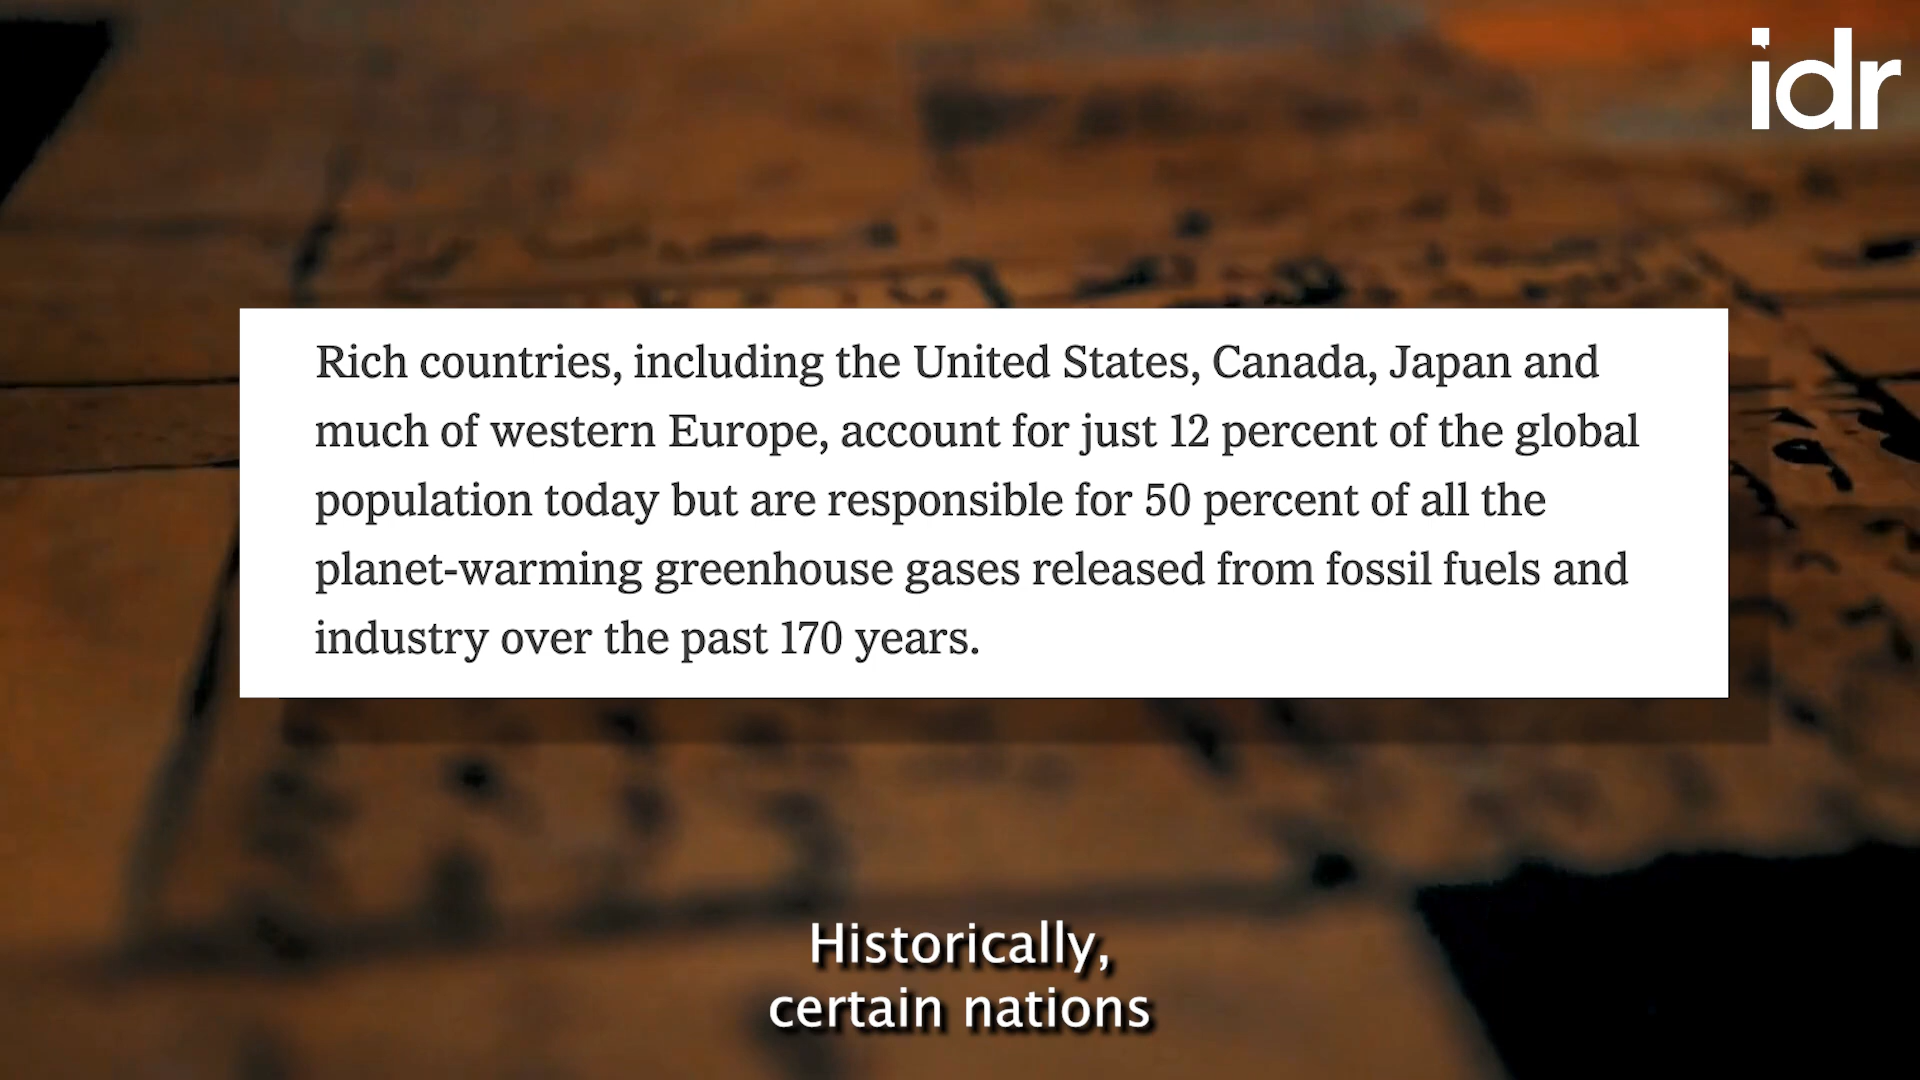 idr
Rich countries, including the United States, Canada, Japan and
much of western Europe, account for just 12 percent of the global
population today but are responsible for 50 percent of all the
planet-warming greenhouse gases released from fossil fuels and
industry over the past 170 years.
Historically,
certain nations